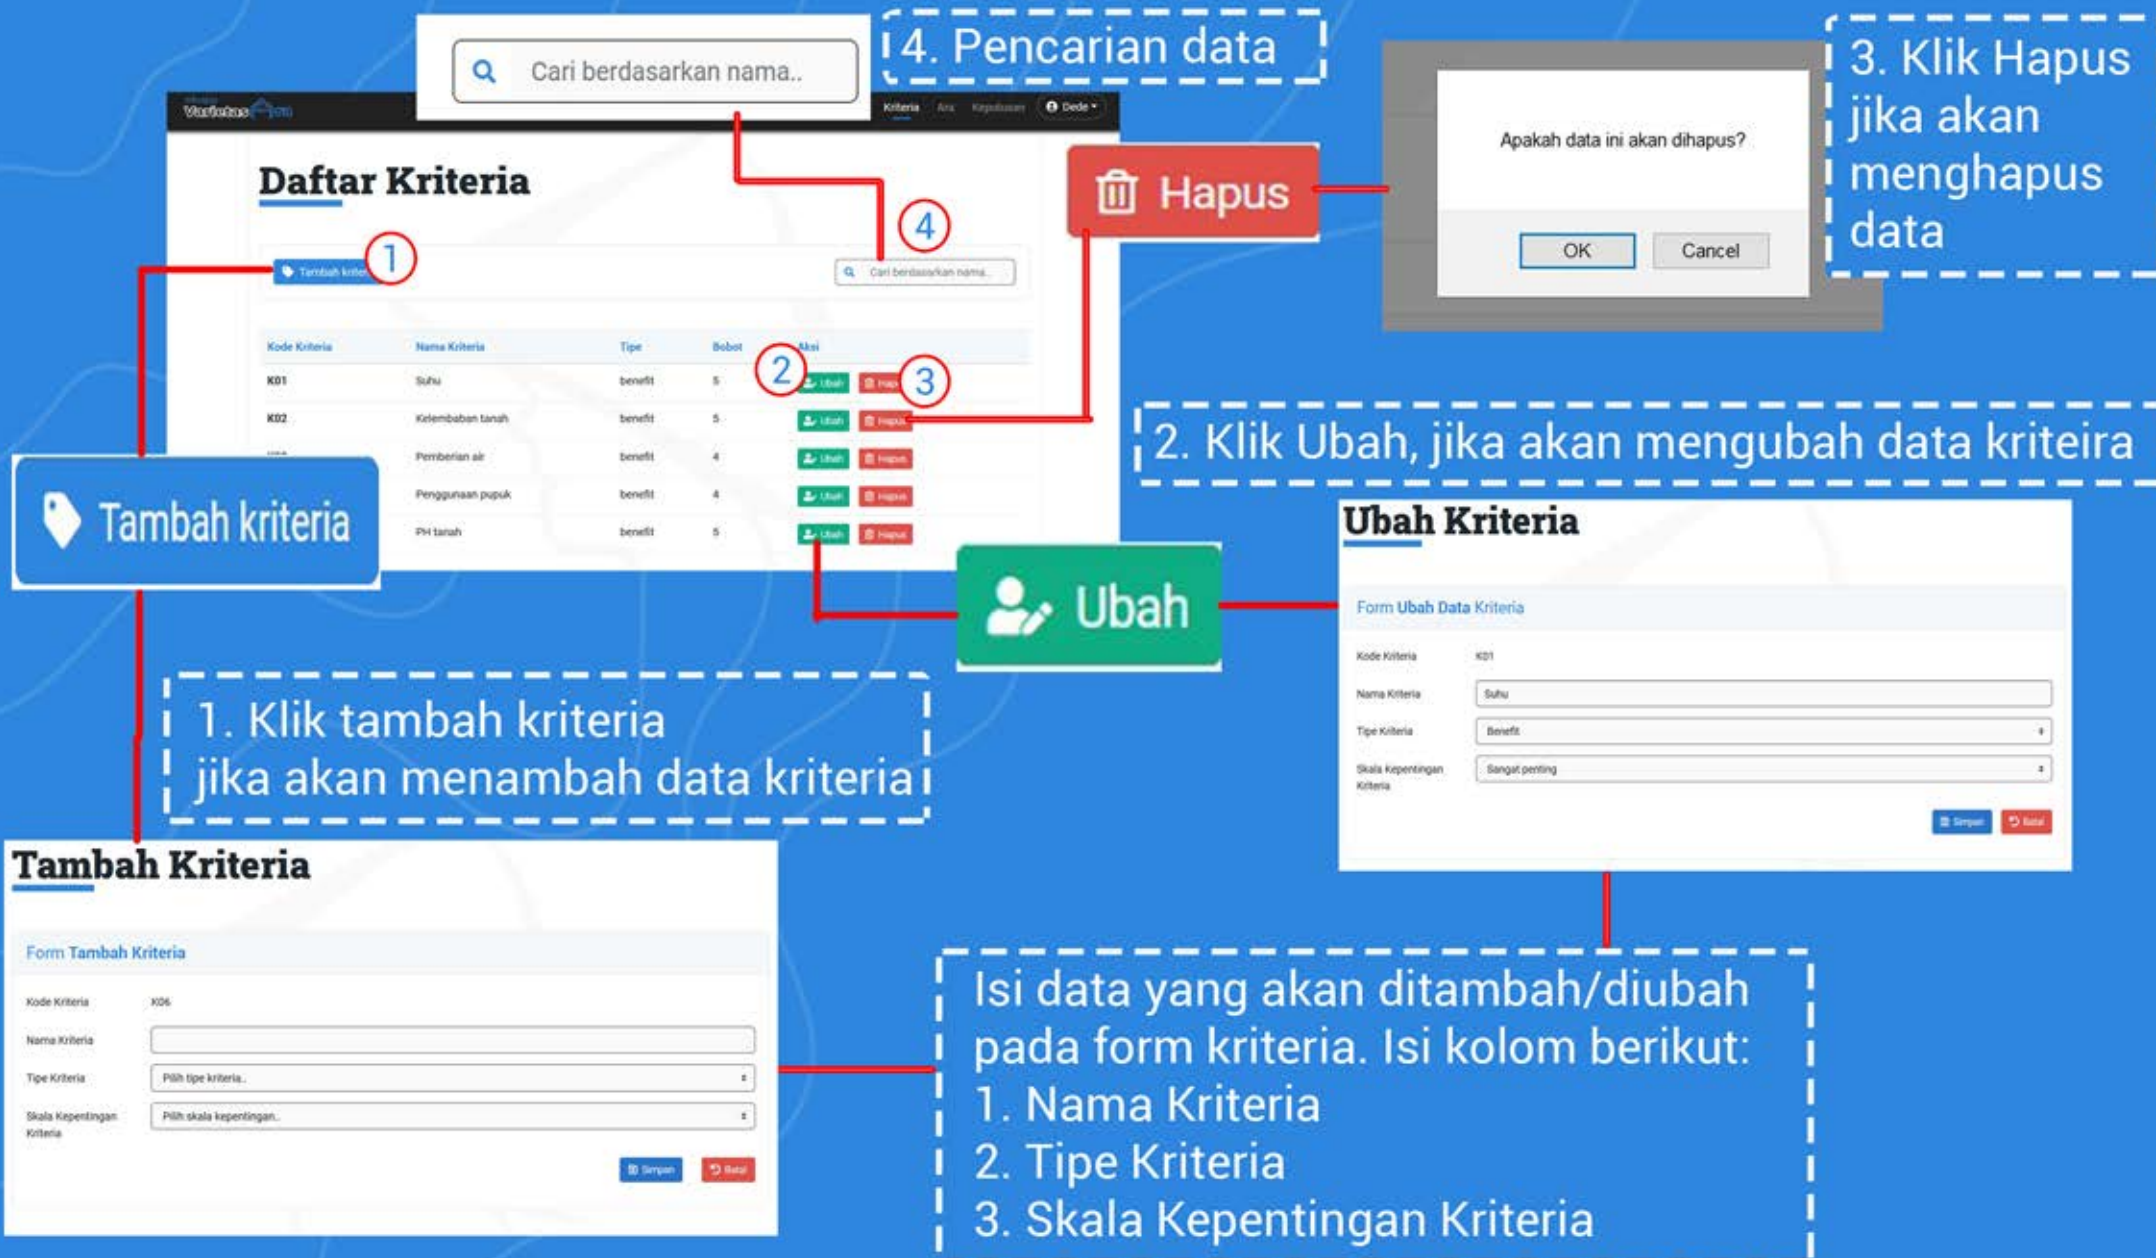 Cari berdasarkan nama..
4. Pencarian data
3. Klik Hapus
jika akan
menghapus
data
Kriteria
Dede
Daftar Kriteria
Hapus
Apakah data ini akan dihapus?
OK Cancel
1
4
Tambah
Cari berdasarkan nama..
Kode Kriteria Nama Kriteria Tipe Bobot Aksi
2
3
K01 Suhu benefit 5 Ubah
K02 Kelembaban tanah benefit 5 Ubah Hapus
Pemberian air benefit 4 Ubah Hapus
Penggunaan pupuk benefit 4 Ubah Hapus
PH tanah benefit 5 Ubah Hapus
Tambah kriteria
2. Klik Ubah, jika akan mengubah data kriteira
Ubah
Ubah Kriteria
Form Ubah Data Kriteria
Kode Kriteria K01
Nama Kriteria Suhu
Tipe Kriteria Benefit
Skala Kepentingan Sangat penting
Kriteria
Simpan Batal
1. Klik tambah kriteria
jika akan menambah data kriteria
Tambah Kriteria
Form Tambah Kriteria
Kode Kriteria K06
Nama Kriteria
Tipe Kriteria Pilih tipe kriteria..
Skala Kepentingan Pilih skala kepentingan..
Kriteria
Simpan Batal
Isi data yang akan ditambah/diubah
pada form kriteria. Isi kolom berikut:
1. Nama Kriteria
2. Tipe Kriteria
3. Skala Kepentingan Kriteria